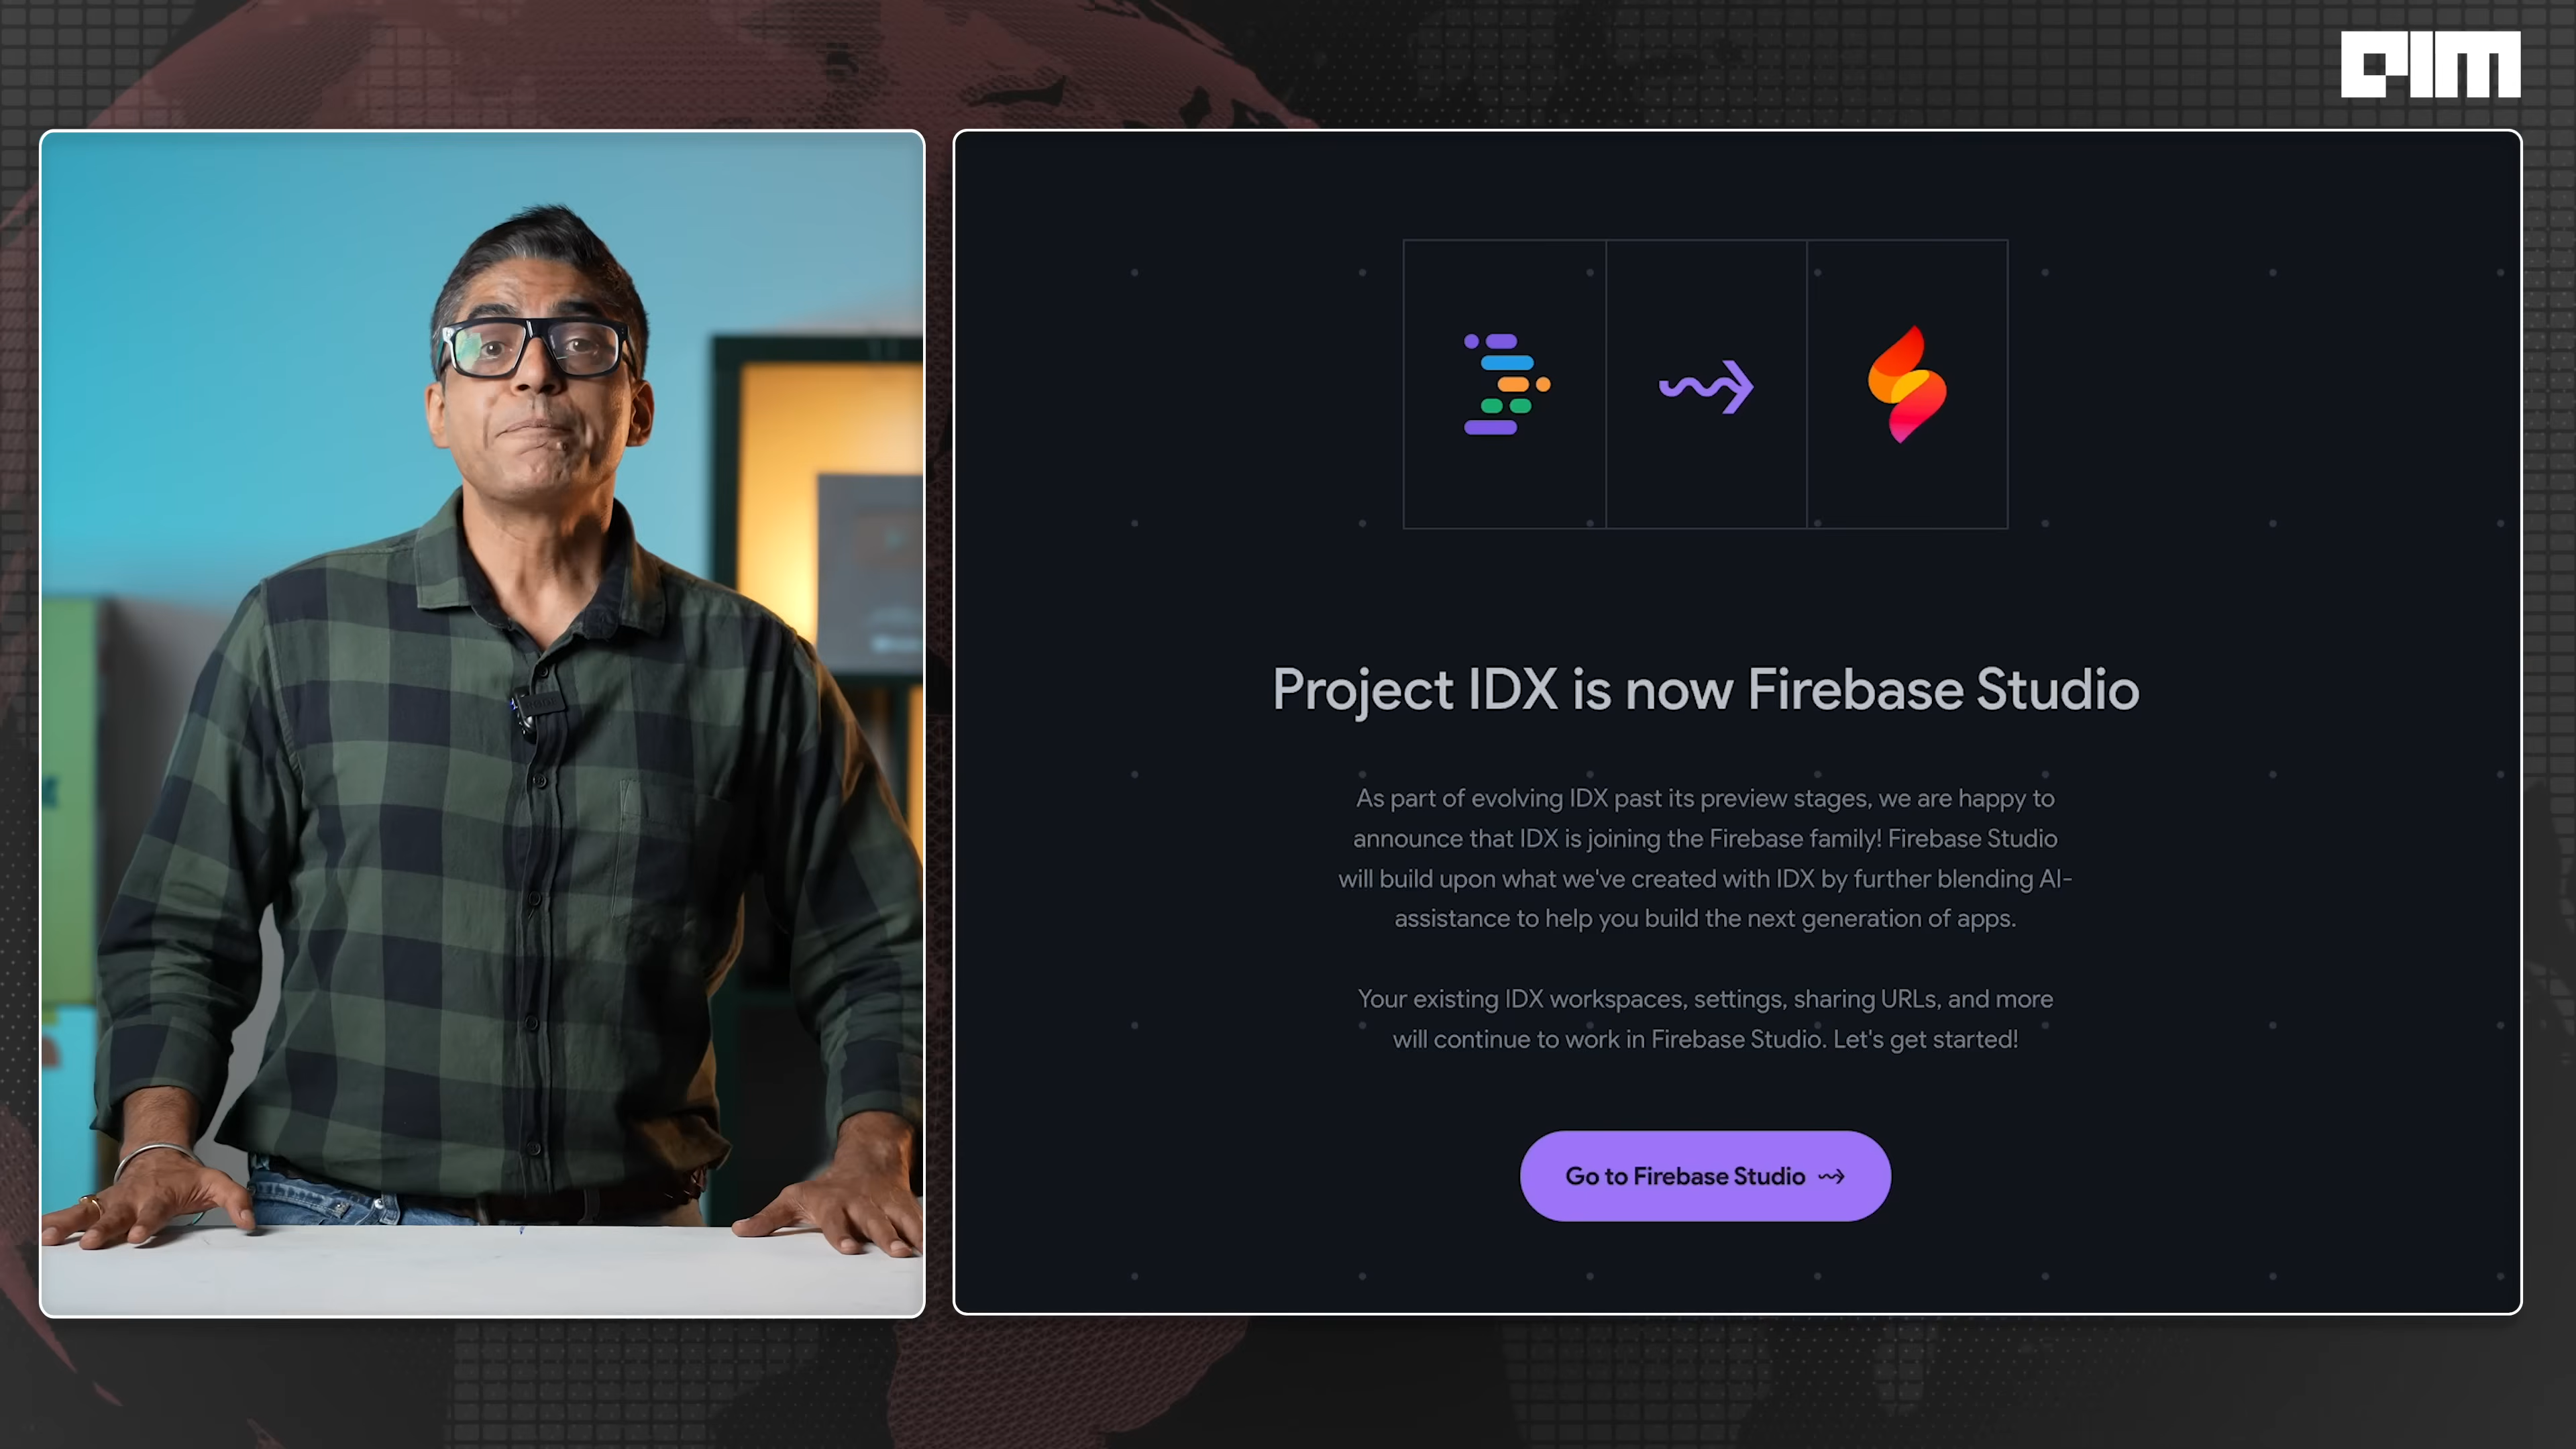 AIM
Project IDX is now Firebase Studio
As part of evolving IDX past its preview stages, we are happy to
announce that IDX is joining the Firebase family! Firebase Studio
will build upon what we've created with IDX by further blending AI-
assistance to help you build the next generation of apps.
Your existing IDX workspaces, settings, sharing URLs, and more
will continue to work in Firebase Studio. Let's get started!
Go to Firebase Studio